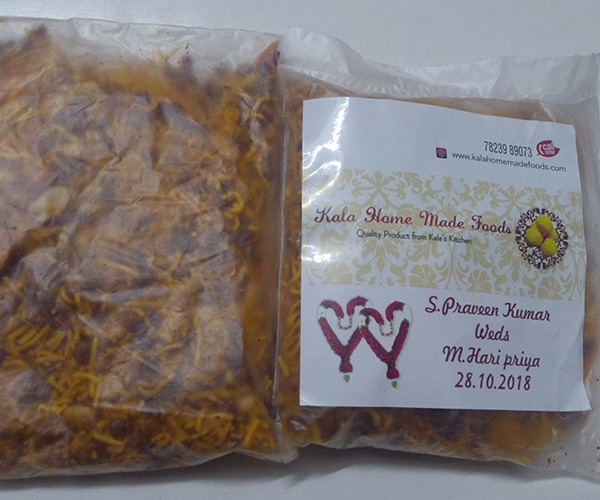 78239 89073
www.kalahomemadefoods.com
Kala Home Made Foods
Quality Product from Kala's Kitchen
S.Praveen Kumar
Weds
M.Hari priya
28.10.2018